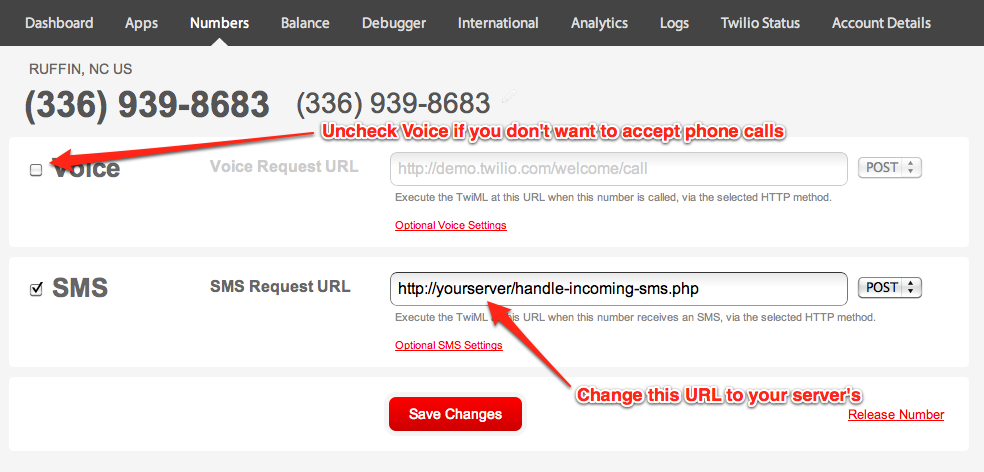 Dashboard Apps Numbers Balance Debugger International Analytics Logs Twilio Status Account Details
RUFFIN, NC US
(336) 939-8683 (336) 939-8683
Uncheck Voice if you don't want to accept phone calls
Voice Voice Request URL http://demo.twilio.com/welcome/call POST
Execute the TwiML at this URL when this number is called, via the selected HTTP method.
Optional Voice Settings
SMS SMS Request URL http://yourserver/handle-incoming-sms.php POST
Execute the TwiML at this URL when this number receives an SMS, via the selected HTTP method.
Optional SMS Settings
Change this URL to your server's
Save Changes Release Number